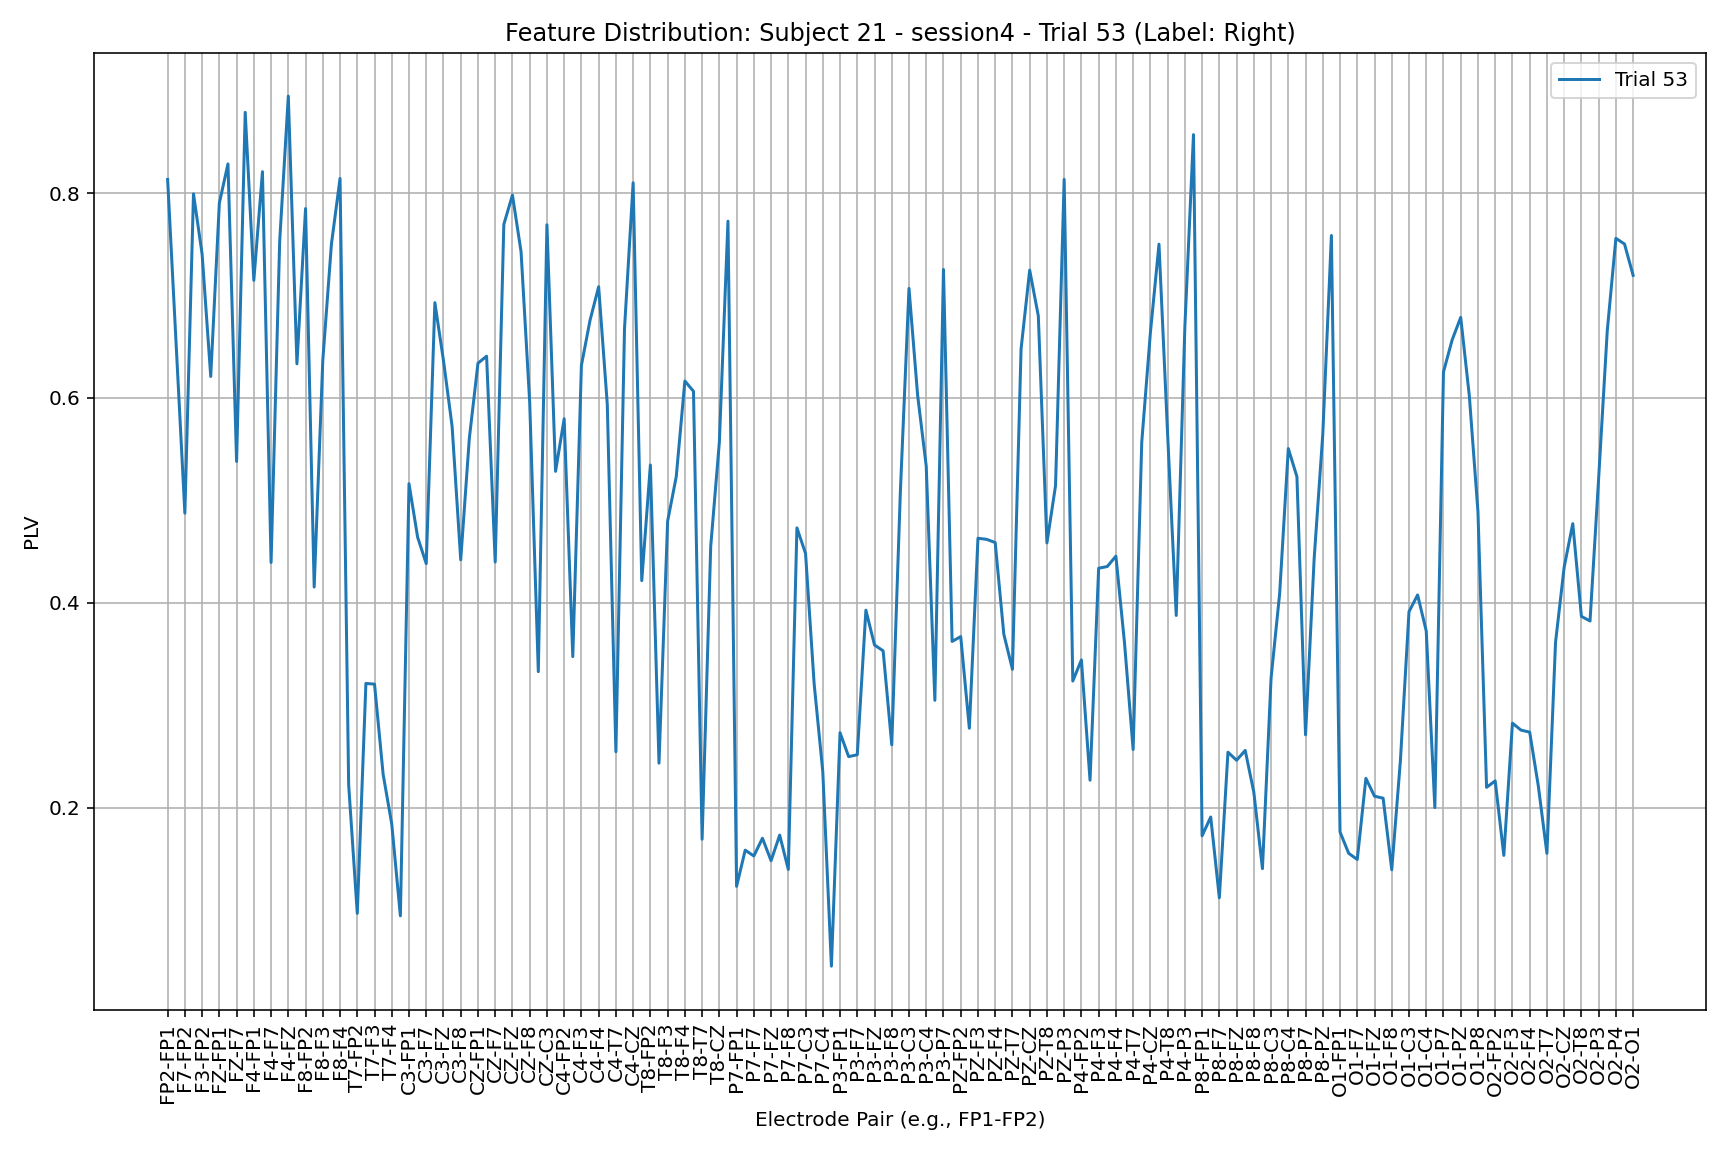 Feature Distribution: Subject 21 - session4 - Trial 53 (Label: Right)
Trial 53
PLV
0.8
0.6
0.4
0.2
FP2-FP1
F7-FP2
F3-FP2
FZ-FP1
FZ-F7
F4-FP1
F4-F7
F4-FZ
F8-FP2
F8-F3
F8-F4
T7-FP2
T7-F3
T7-F4
C3-FP1
C3-F7
C3-FZ
C3-F8
CZ-FP1
CZ-F7
CZ-FZ
CZ-F8
CZ-C3
C4-FP2
C4-F3
C4-F4
C4-T7
C4-CZ
T8-FP2
T8-F3
T8-F4
T8-T7
T8-CZ
P7-FP1
P7-F7
P7-FZ
P7-F8
P7-C3
P7-C4
P3-FP1
P3-F7
P3-FZ
P3-F8
P3-C3
P3-C4
P3-P7
PZ-FP2
PZ-F3
PZ-F4
PZ-T7
PZ-CZ
PZ-T8
PZ-P3
P4-FP2
P4-F3
P4-F4
P4-T7
P4-CZ
P4-T8
P4-P3
P8-FP1
P8-F7
P8-FZ
P8-F8
P8-C3
P8-C4
P8-P7
P8-PZ
O1-FP1
O1-F7
O1-FZ
O1-F8
O1-C3
O1-C4
O1-P7
O1-PZ
O1-P8
O2-FP2
O2-F3
O2-F4
O2-T7
O2-CZ
O2-T8
O2-P3
O2-P4
O2-O1
Electrode Pair (e.g., FP1-FP2)